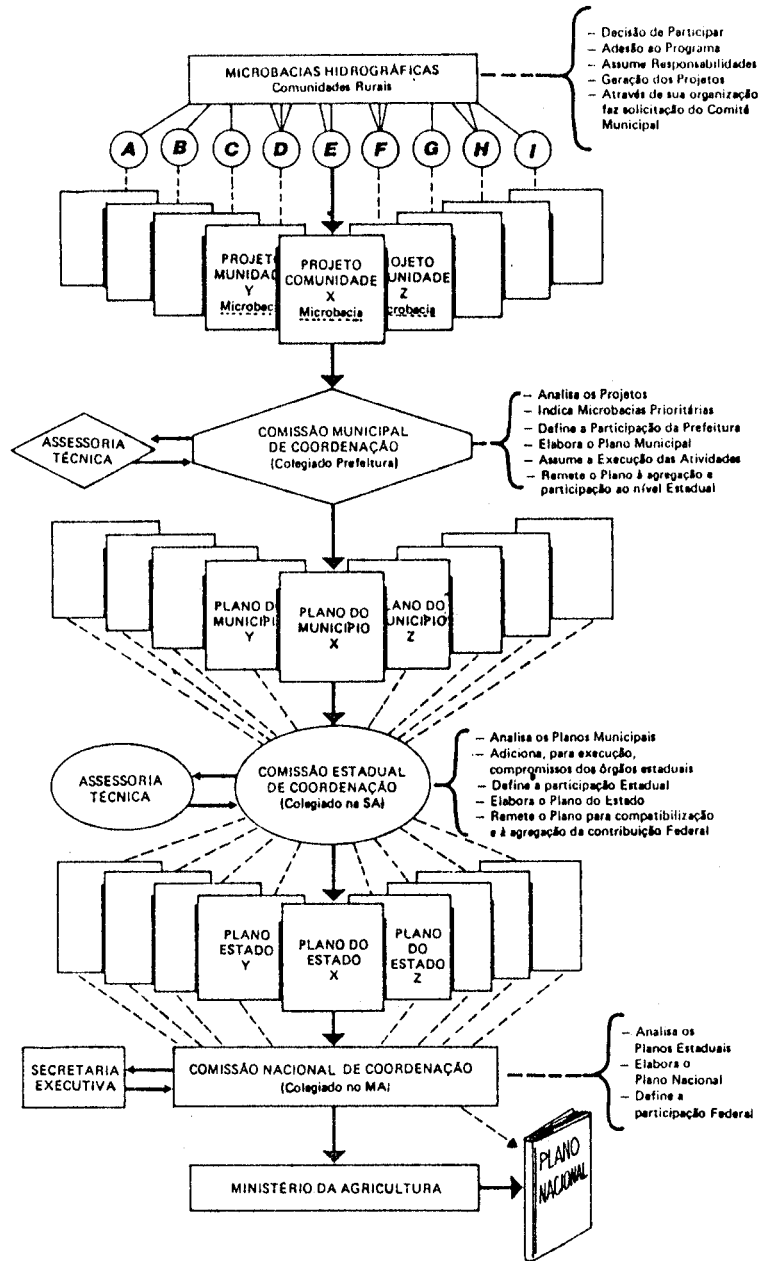 MICROBACIAS HIDROGRÁFICAS
Comunidades Rurais
– Decisão de Participar
– Adesão ao Programa
– Assume Responsabilidades
– Geração dos Projetos
– Através de sua organização
faz solicitação do Comitê
Municipal
A B C D E F G H I
PROJETO
MUNIDAD
Y
Microbaci
PROJETO
COMUNIDADE
X
Microbacia
OJETO
UNIDADE
Z
crobacia
ASSESSORIA
TÉCNICA
COMISSÃO MUNICIPAL
DE COORDENAÇÃO
(Colegiado Prefeitura)
– Analisa os Projetos
– Indica Microbacias Prioritárias
– Define a Participação da Prefeitura
– Elabora o Plano Municipal
– Assume a Execução das Atividades
– Remete o Plano à agregação e
participação ao nível Estadual
PLANO D
MUNICÍPI
Y
PLANO DO
MUNICÍPIO
X
LANO DO
UNICÍPIO
Z
ASSESSORIA
TÉCNICA
COMISSÃO ESTADUAL
DE COORDENAÇÃO
(Colegiado na SA)
– Analisa os Planos Municipais
– Adiciona, para execução,
compromissos dos órgãos estaduais
– Define a participação Estadual
– Elabora o Plano do Estado
– Remete o Plano para compatibilização
e à agregação da contribuição Federal
PLANO
ESTADO
Y
PLANO DO
ESTADO
X
PLANO
DO
ESTADO
Z
SECRETARIA
EXECUTIVA
COMISSÃO NACIONAL DE COORDENAÇÃO
(Colegiado no MA)
– Analisa os
Planos Estaduais
– Elabora o
Plano Nacional
– Define a
participação Federal
MINISTÉRIO DA AGRICULTURA
PLANO
NACIONAL